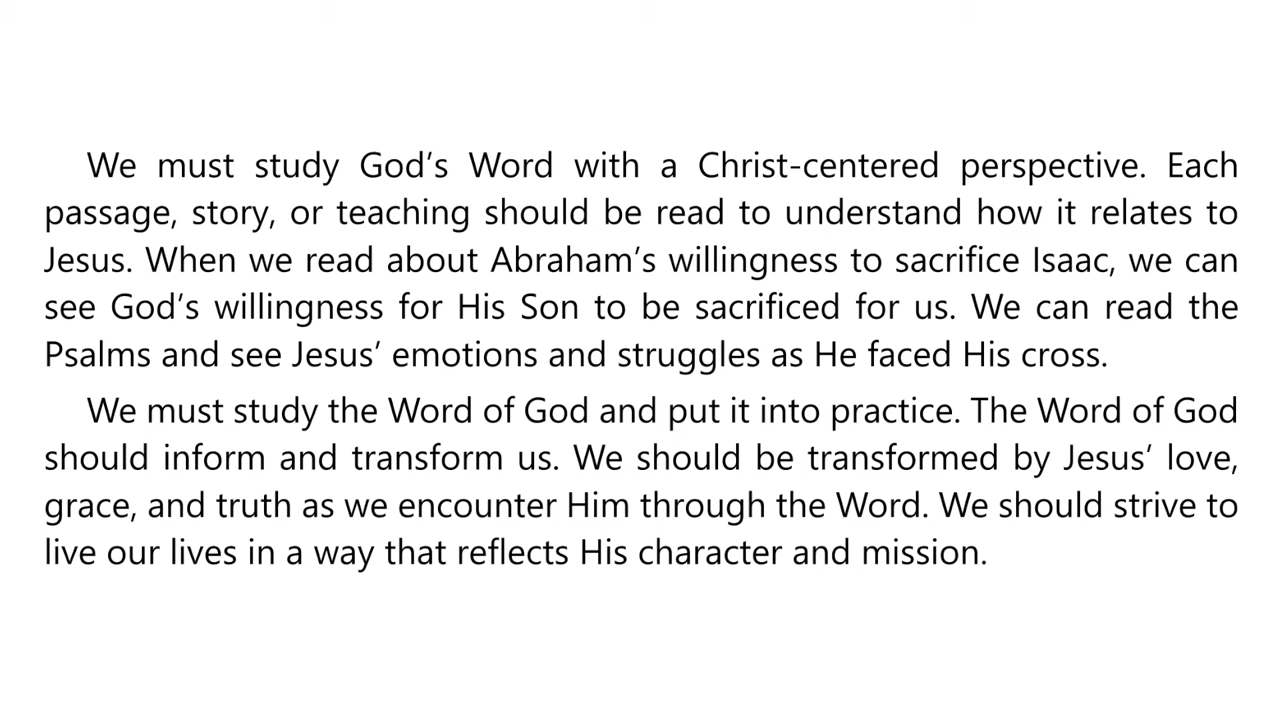 We must study God’s Word with a Christ-centered perspective. Each
passage, story, or teaching should be read to understand how it relates to
Jesus. When we read about Abraham’s willingness to sacrifice Isaac, we can
see God’s willingness for His Son to be sacrificed for us. We can read the
Psalms and see Jesus’ emotions and struggles as He faced His cross.
We must study the Word of God and put it into practice. The Word of God
should inform and transform us. We should be transformed by Jesus’ love,
grace, and truth as we encounter Him through the Word. We should strive to
live our lives in a way that reflects His character and mission.